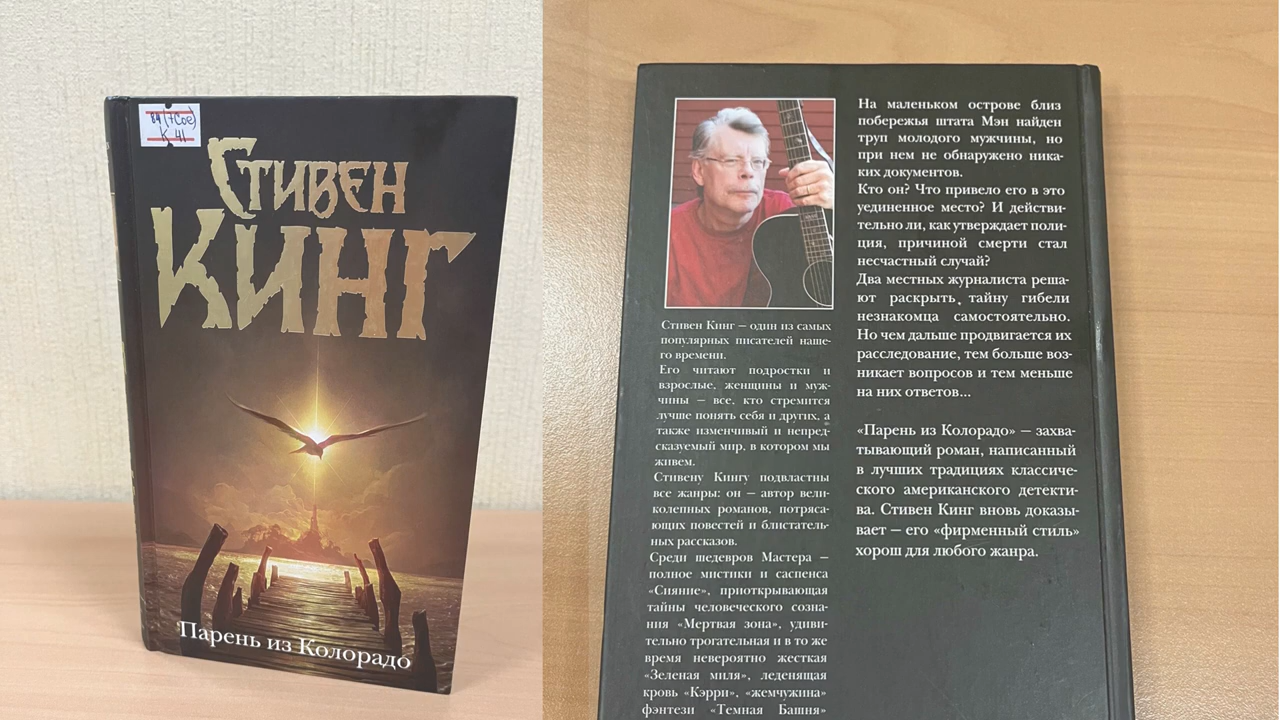 84(7Сое)
К 41
Стивен
Кинг
Парень из Колорадо
Стивен Кинг — один из самых
популярных писателей наше-
го времени.
Его читают подростки и
взрослые, женщины и муж-
чины — все, кто стремится
лучше понять себя и других, а
также изменчивый и непред-
сказуемый мир, в котором мы
живем.
Стивену Кингу подвластны
все жанры: он — автор вели-
колепных романов, потряса-
ющих повестей и блистатель-
ных рассказов.
Среди шедевров Мастера —
полное мистики и саспенса
«Сияние», приоткрывающая
тайны человеческого созна-
ния «Мертвая зона», удиви-
тельно трогательная и в то же
время невероятно жесткая
«Зеленая миля», леденящая
кровь «Кэрри», «жемчужина»
фэнтези «Темная Башня»
На маленьком острове близ
побережья штата Мэн найден
труп молодого мужчины, но
при нем не обнаружено ника-
ких документов.
Кто он? Что привело его в это
уединенное место? И действи-
тельно ли, как утверждает поли-
ция, причиной смерти стал
несчастный случай?
Два местных журналиста реша-
ют раскрыть тайну гибели
незнакомца самостоятельно.
Но чем дальше продвигается их
расследование, тем больше воз-
никает вопросов и тем меньше
на них ответов...
«Парень из Колорадо» — захва-
тывающий роман, написанный
в лучших традициях классиче-
ского американского детекти-
ва. Стивен Кинг вновь доказы-
вает — его «фирменный стиль»
хорош для любого жанра.